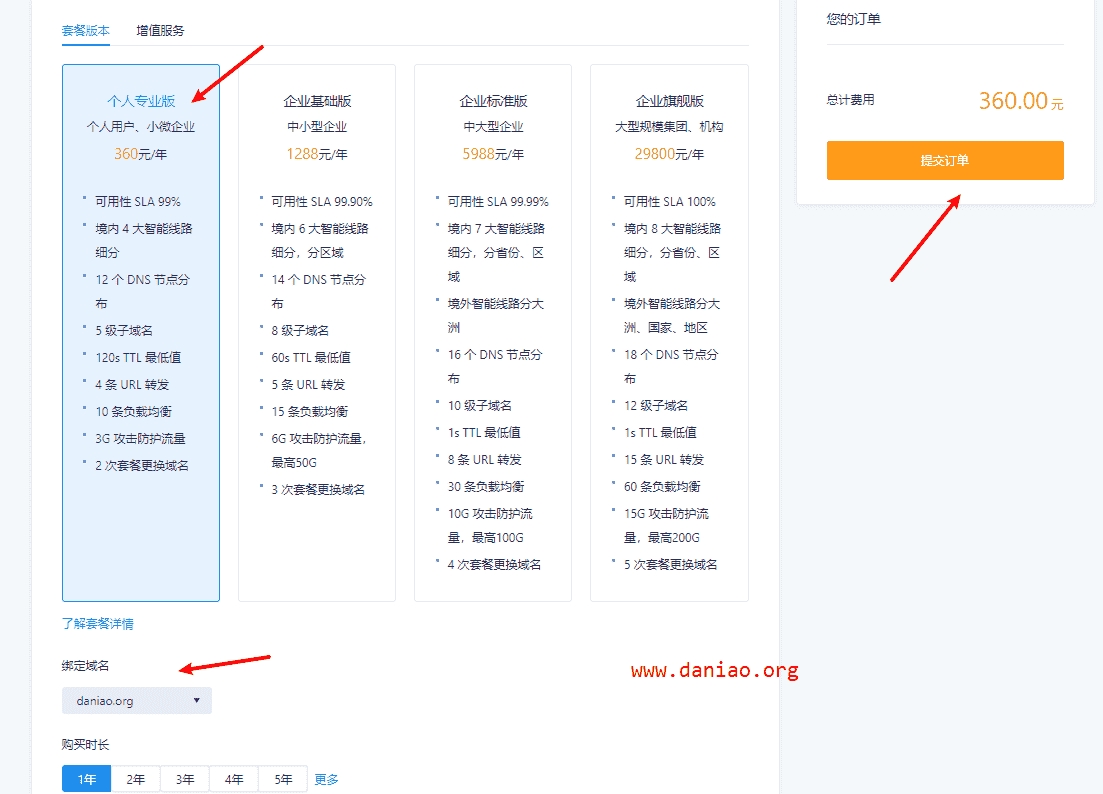 套餐版本 增值服务
个人专业版
个人用户、小微企业
360元/年
可用性 SLA 99%
境内 4 大智能线路
细分
12 个 DNS 节点分
布
5 级子域名
120s TTL 最低值
4 条 URL 转发
10 条负载均衡
3G 攻击防护流量
2 次套餐更换域名
企业基础版
中小型企业
1288元/年
可用性 SLA 99.90%
境内 6 大智能线路
细分，分区域
14 个 DNS 节点分
布
8 级子域名
60s TTL 最低值
5 条 URL 转发
15 条负载均衡
6G 攻击防护流量，
最高50G
3 次套餐更换域名
企业标准版
中大型企业
5988元/年
可用性 SLA 99.99%
境内 7 大智能线路
细分，分省份、区
域
境外智能线路分大
洲
16 个 DNS 节点分
布
10 级子域名
1s TTL 最低值
8 条 URL 转发
30 条负载均衡
10G 攻击防护流
量，最高100G
4 次套餐更换域名
企业旗舰版
大型规模集团、机构
29800元/年
可用性 SLA 100%
境内 8 大智能线路
细分，分省份、区
域
境外智能线路分大
洲、国家、地区
18 个 DNS 节点分
布
12 级子域名
1s TTL 最低值
15 条 URL 转发
60 条负载均衡
15G 攻击防护流
量，最高200G
5 次套餐更换域名
了解套餐详情
绑定域名
daniao.org
购买时长
1年 2年 3年 4年 5年 更多
您的订单
总计费用 360.00 元
提交订单
www.daniao.org